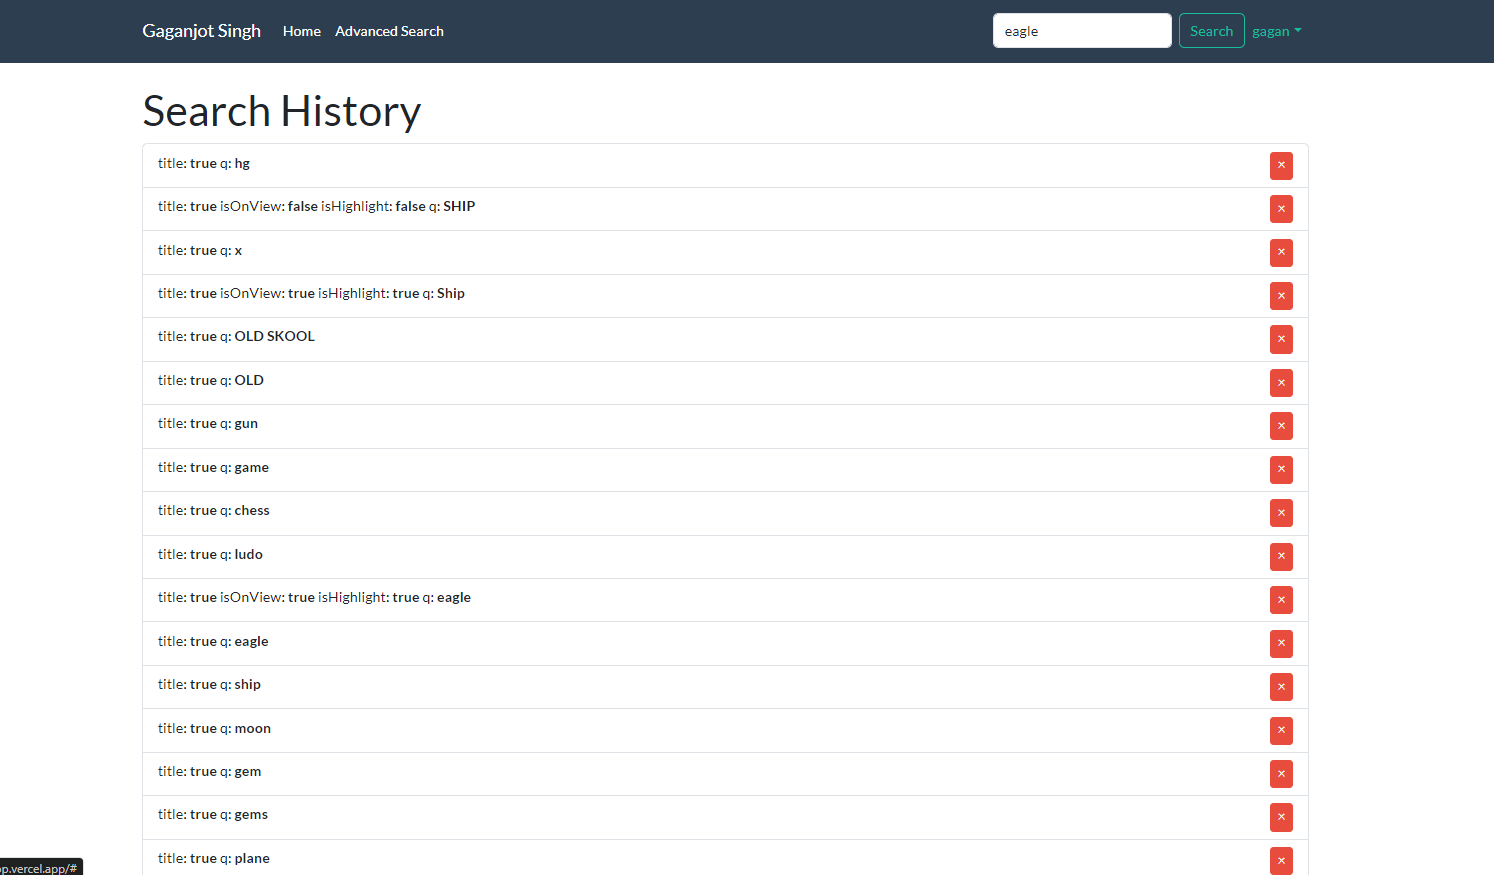 Gaganjot Singh Home Advanced Search eagle Search gagan
Search History
title: true q: hg ×
title: true isOnView: false isHighlight: false q: SHIP ×
title: true q: x ×
title: true isOnView: true isHighlight: true q: Ship ×
title: true q: OLD SKOOL ×
title: true q: OLD ×
title: true q: gun ×
title: true q: game ×
title: true q: chess ×
title: true q: ludo ×
title: true isOnView: true isHighlight: true q: eagle ×
title: true q: eagle ×
title: true q: ship ×
title: true q: moon ×
title: true q: gem ×
title: true q: gems ×
title: true q: plane ×
op.vercel.app/#